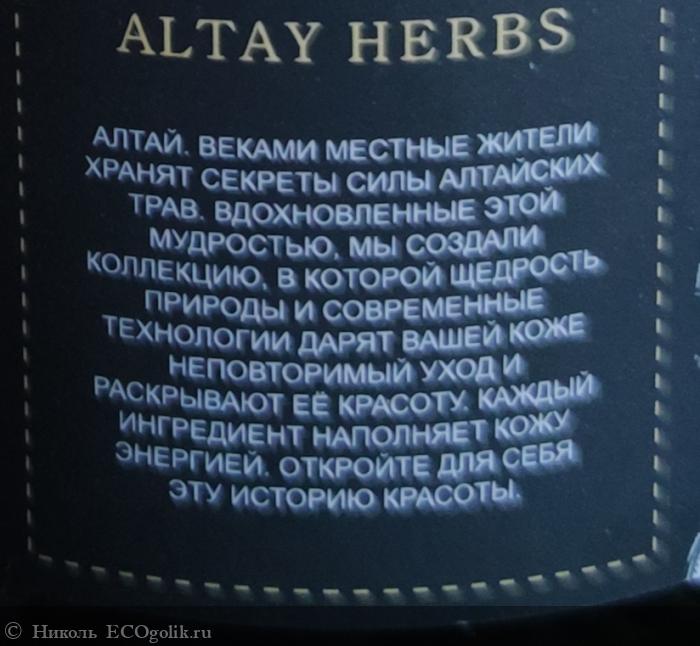 ALTAY HERBS
АЛТАЙ. ВЕКАМИ МЕСТНЫЕ ЖИТЕЛИ
ХРАНЯТ СЕКРЕТЫ СИЛЫ АЛТАЙСКИХ
ТРАВ. ВДОХНОВЛЕННЫЕ ЭТОЙ
МУДРОСТЬЮ, МЫ СОЗДАЛИ
КОЛЛЕКЦИЮ, В КОТОРОЙ ЩЕДРОСТЬ
ПРИРОДЫ И СОВРЕМЕННЫЕ
ТЕХНОЛОГИИ ДАРЯТ ВАШЕЙ КОЖЕ
НЕПОВТОРИМЫЙ УХОД И
РАСКРЫВАЮТ ЕЁ КРАСОТУ. КАЖДЫЙ
ИНГРЕДИЕНТ НАПОЛНЯЕТ КОЖУ
ЭНЕРГИЕЙ. ОТКРОЙТЕ ДЛЯ СЕБЯ
ЭТУ ИСТОРИЮ КРАСОТЫ.
© Николь ECOgolik.ru